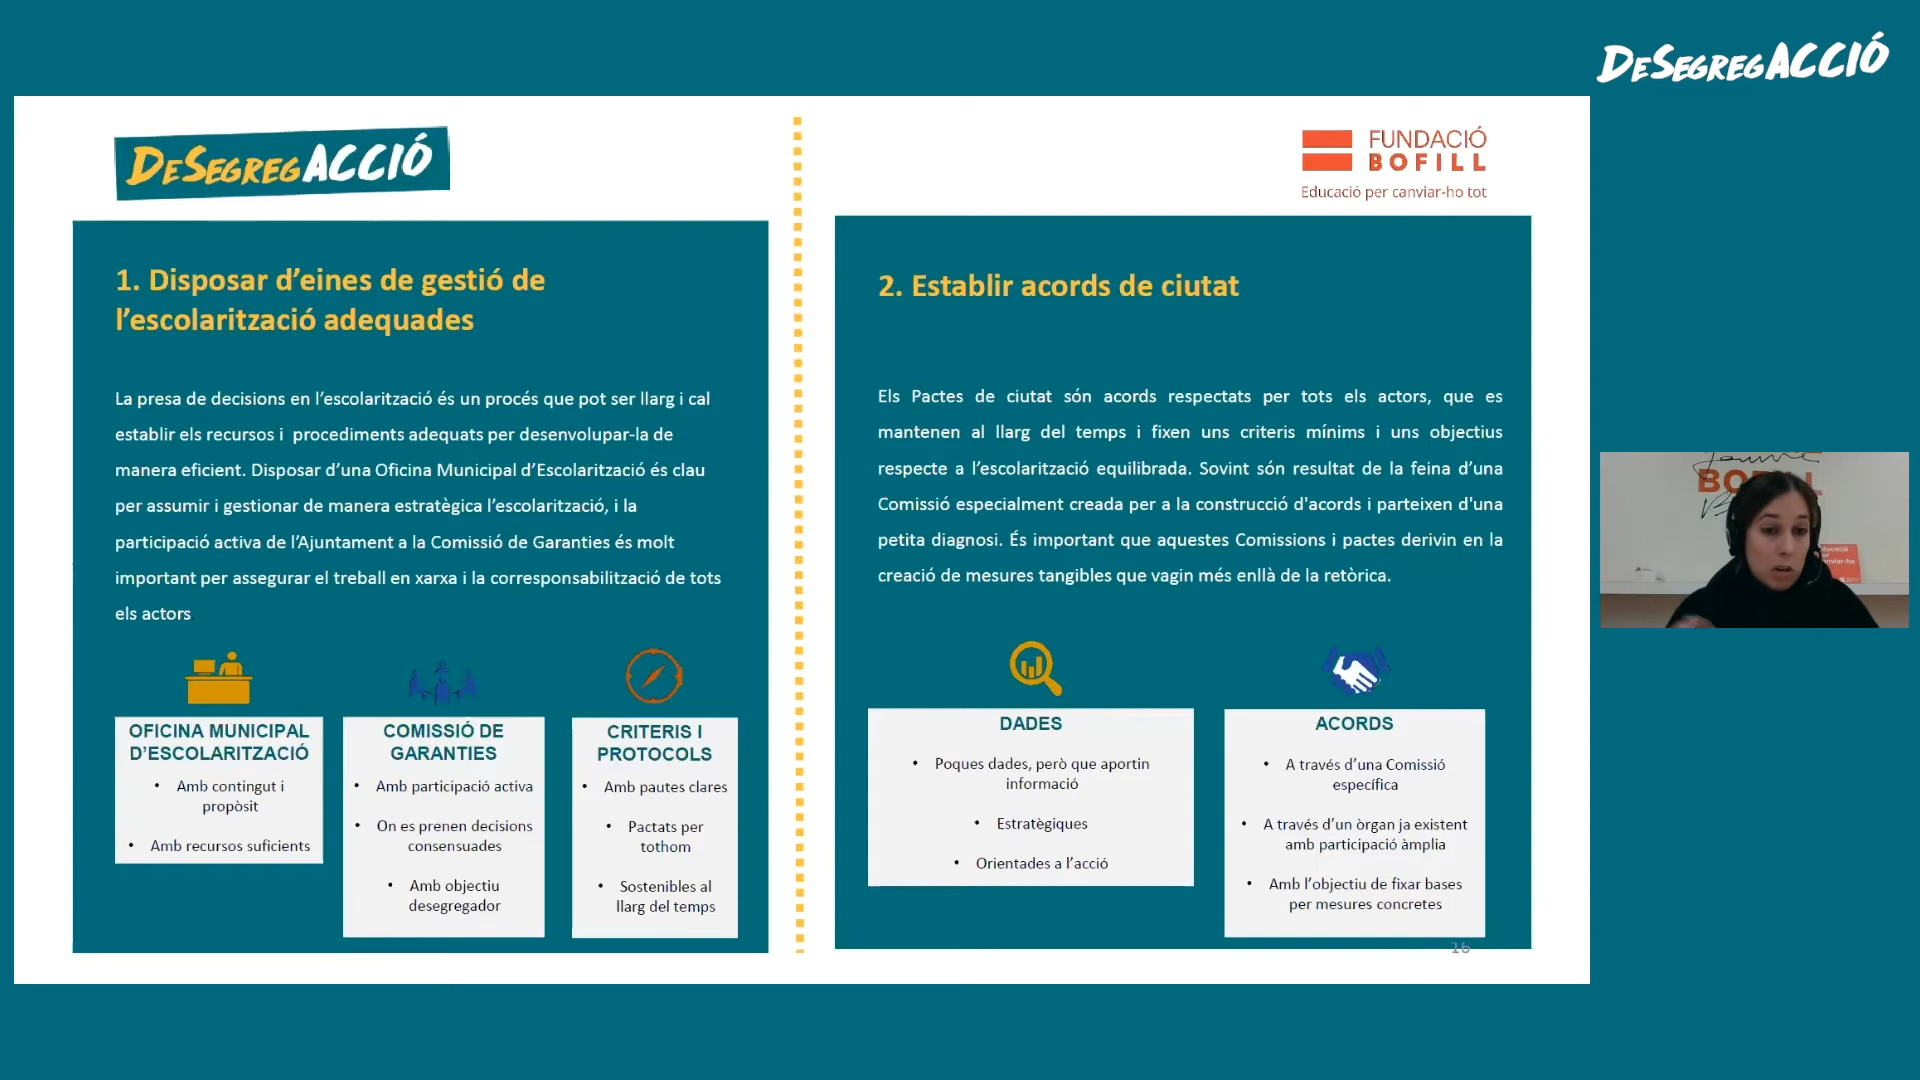 DESEGREGACCIÓ
DESEGREGACCIÓ
FUNDACIÓ
BOFILL
Educació per canviar-ho tot
1. Disposar d’eines de gestió de
l’escolarització adequades
La presa de decisions en l’escolarització és un procés que pot ser llarg i cal
establir els recursos i procediments adequats per desenvolupar-la de
manera eficient. Disposar d’una Oficina Municipal d’Escolarització és clau
per assumir i gestionar de manera estratègica l’escolarització, i la
participació activa de l’Ajuntament a la Comissió de Garanties és molt
important per assegurar el treball en xarxa i la corresponsabilització de tots
els actors
OFICINA MUNICIPAL
D’ESCOLARITZACIÓ
• Amb contingut i
propòsit
• Amb recursos suficients
COMISSIÓ DE
GARANTIES
• Amb participació activa
• On es prenen decisions
consensuades
• Amb objectiu
desegregador
CRITERIS I
PROTOCOLS
• Amb pautes clares
• Pactats per
tothom
• Sostenibles al
llarg del temps
2. Establir acords de ciutat
Els Pactes de ciutat són acords respectats per tots els actors, que es
mantenen al llarg del temps i fixen uns criteris mínims i uns objectius
respecte a l’escolarització equilibrada. Sovint són resultat de la feina d’una
Comissió especialment creada per a la construcció d'acords i parteixen d'una
petita diagnosi. És important que aquestes Comissions i pactes derivin en la
creació de mesures tangibles que vagin més enllà de la retòrica.
DADES
• Poques dades, però que aportin
informació
• Estratègiques
• Orientades a l’acció
ACORDS
• A través d’una Comissió
específica
• A través d’un òrgan ja existent
amb participació àmplia
• Amb l’objectiu de fixar bases
per mesures concretes
16